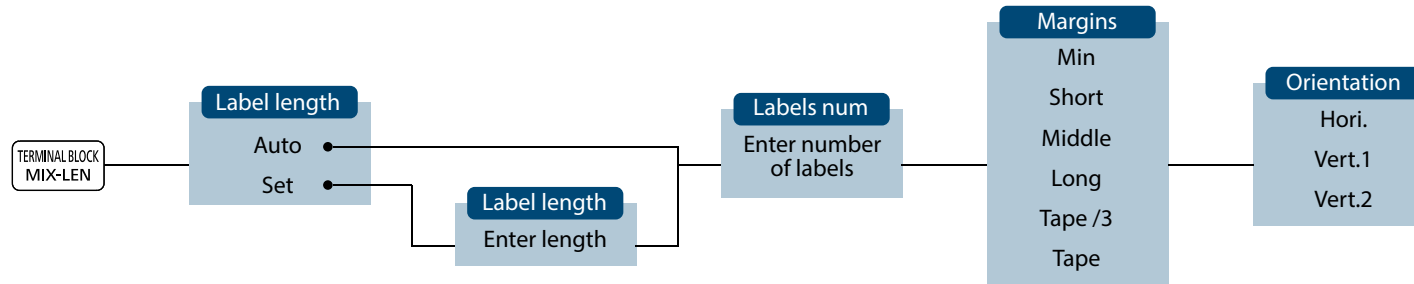 TERMINAL BLOCK
MIX-LEN
Label length
Auto
Set
Label length
Enter length
Labels num
Enter number
of labels
Margins
Min
Short
Middle
Long
Tape /3
Tape
Orientation
Hori.
Vert.1
Vert.2